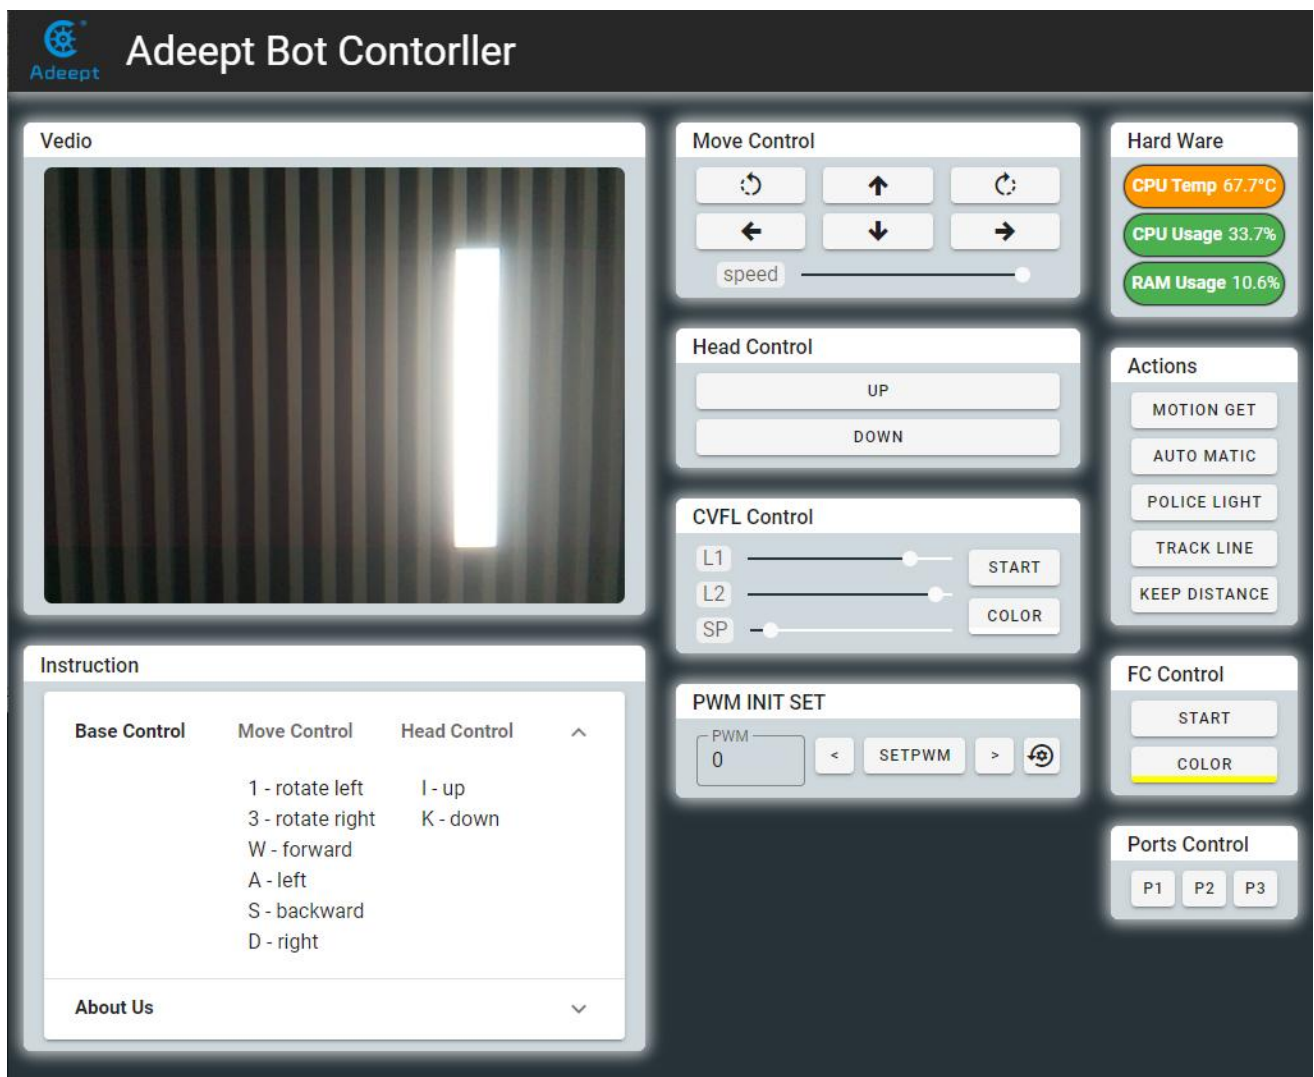 Adeept
Adeept Bot Contorller
Vedio
Move Control
speed
Head Control
UP
DOWN
CVFL Control
L1
START
L2
COLOR
SP
PWM INIT SET
PWM
0
<
SETPWM
>
Hard Ware
CPU Temp 67.7°C
CPU Usage 33.7%
RAM Usage 10.6%
Actions
MOTION GET
AUTO MATIC
POLICE LIGHT
TRACK LINE
KEEP DISTANCE
FC Control
START
COLOR
Ports Control
P1 P2 P3
Instruction
Base Control Move Control Head Control
1 - rotate left I - up
3 - rotate right K - down
W - forward
A - left
S - backward
D - right
About Us